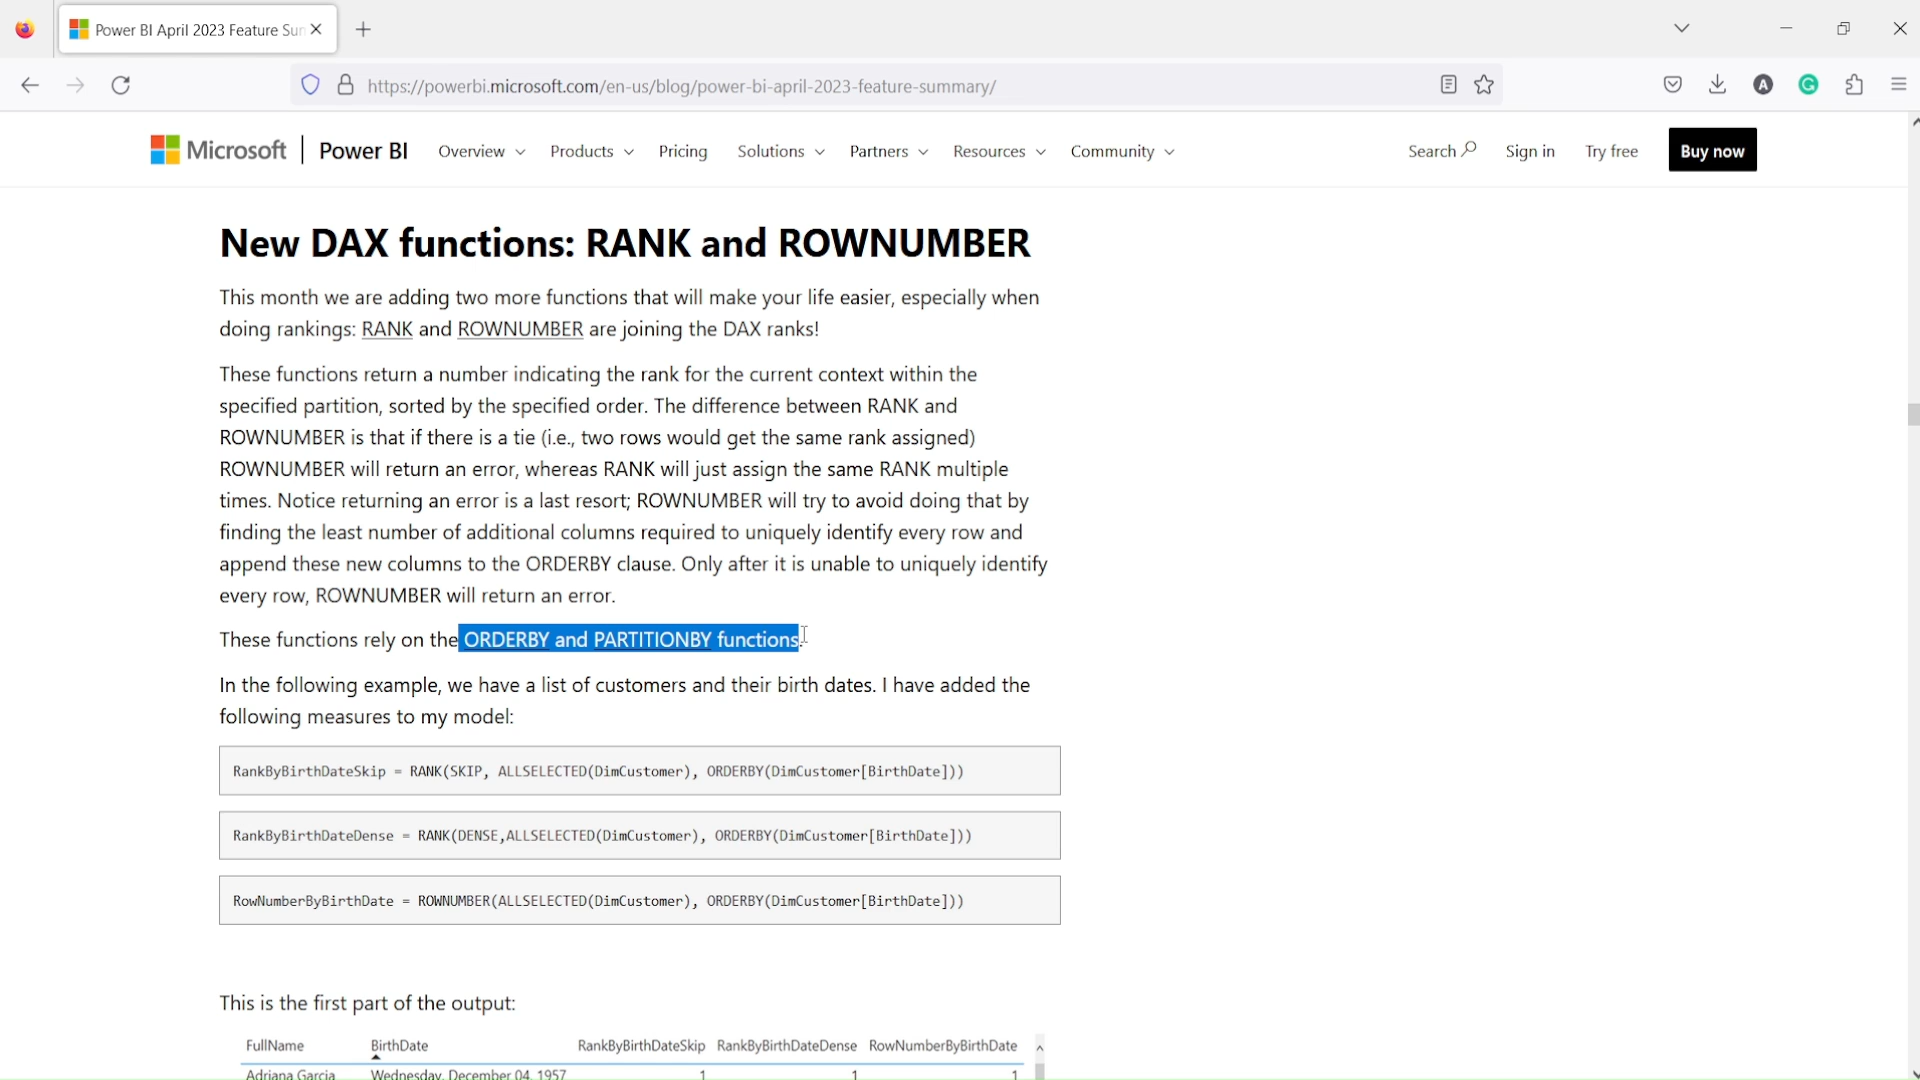 Power BI April 2023 Feature Sum
https://powerbi.microsoft.com/en-us/blog/power-bi-april-2023-feature-summary/
Microsoft Power BI Overview Products Pricing Solutions Partners Resources Community Search Sign in Try free Buy now
New DAX functions: RANK and ROWNUMBER
This month we are adding two more functions that will make your life easier, especially when
doing rankings: RANK and ROWNUMBER are joining the DAX ranks!
These functions return a number indicating the rank for the current context within the
specified partition, sorted by the specified order. The difference between RANK and
ROWNUMBER is that if there is a tie (i.e., two rows would get the same rank assigned)
ROWNUMBER will return an error, whereas RANK will just assign the same RANK multiple
times. Notice returning an error is a last resort; ROWNUMBER will try to avoid doing that by
finding the least number of additional columns required to uniquely identify every row and
append these new columns to the ORDERBY clause. Only after it is unable to uniquely identify
every row, ROWNUMBER will return an error.
These functions rely on the ORDERBY and PARTITIONBY functions.
In the following example, we have a list of customers and their birth dates. I have added the
following measures to my model:
RankByBirthDateSkip = RANK(SKIP, ALLSELECTED(DimCustomer), ORDERBY(DimCustomer[BirthDate]))
RankByBirthDateDense = RANK(DENSE,ALLSELECTED(DimCustomer), ORDERBY(DimCustomer[BirthDate]))
RowNumberByBirthDate = ROWNUMBER(ALLSELECTED(DimCustomer), ORDERBY(DimCustomer[BirthDate]))
This is the first part of the output:
FullName BirthDate RankByBirthDateSkip RankByBirthDateDense RowNumberByBirthDate
Adriana Garcia Wednesday, December 04, 1957 1 1 1